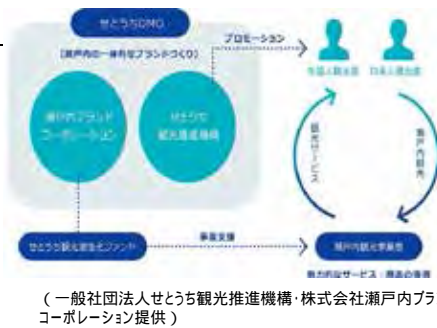 せとうちDMO
(瀬戸内の一体的なブランドづくり)
瀬戸内ブランド
コーポレーション
せとうち
観光推進機構
プロモーション
外国人観光客
日本人観光客
観光サービス
瀬戸内観光
せとうち観光活性化ファンド
事業支援
瀬戸内観光事業者
魅力的なサービス・商品の提供
(一般社団法人せとうち観光推進機構・株式会社瀬戸内ブラ
コーポレーション提供)